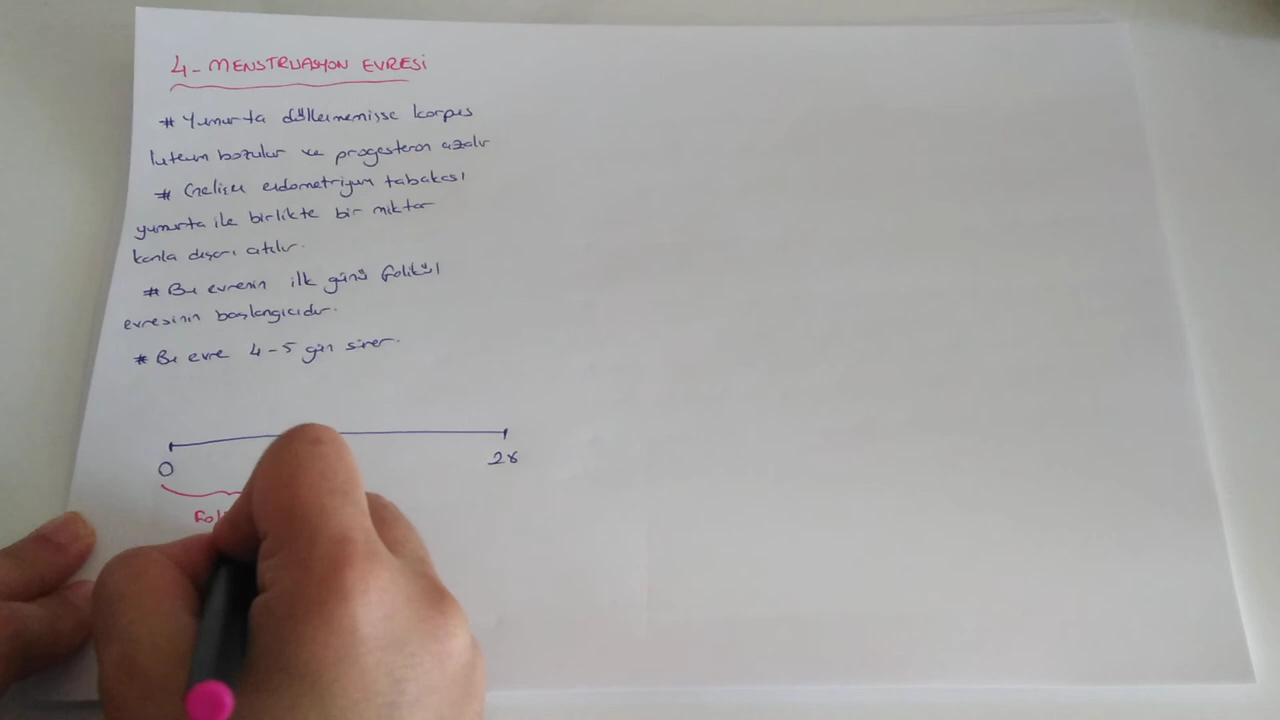 4- MENSTRUASYON EVRESİ
# Yumurta döllenmemişse korpus
luteum bozulur ve progesteron azalır
# Gelişen endometriyum tabakası
yumurta ile birlikte bir miktar
kanla dışarı atılır.
# Bu evrenin ilk günü folikül
evresinin başlangıcıdır.
# Bu evre 4-5 gün sürer.
0 28
Fol